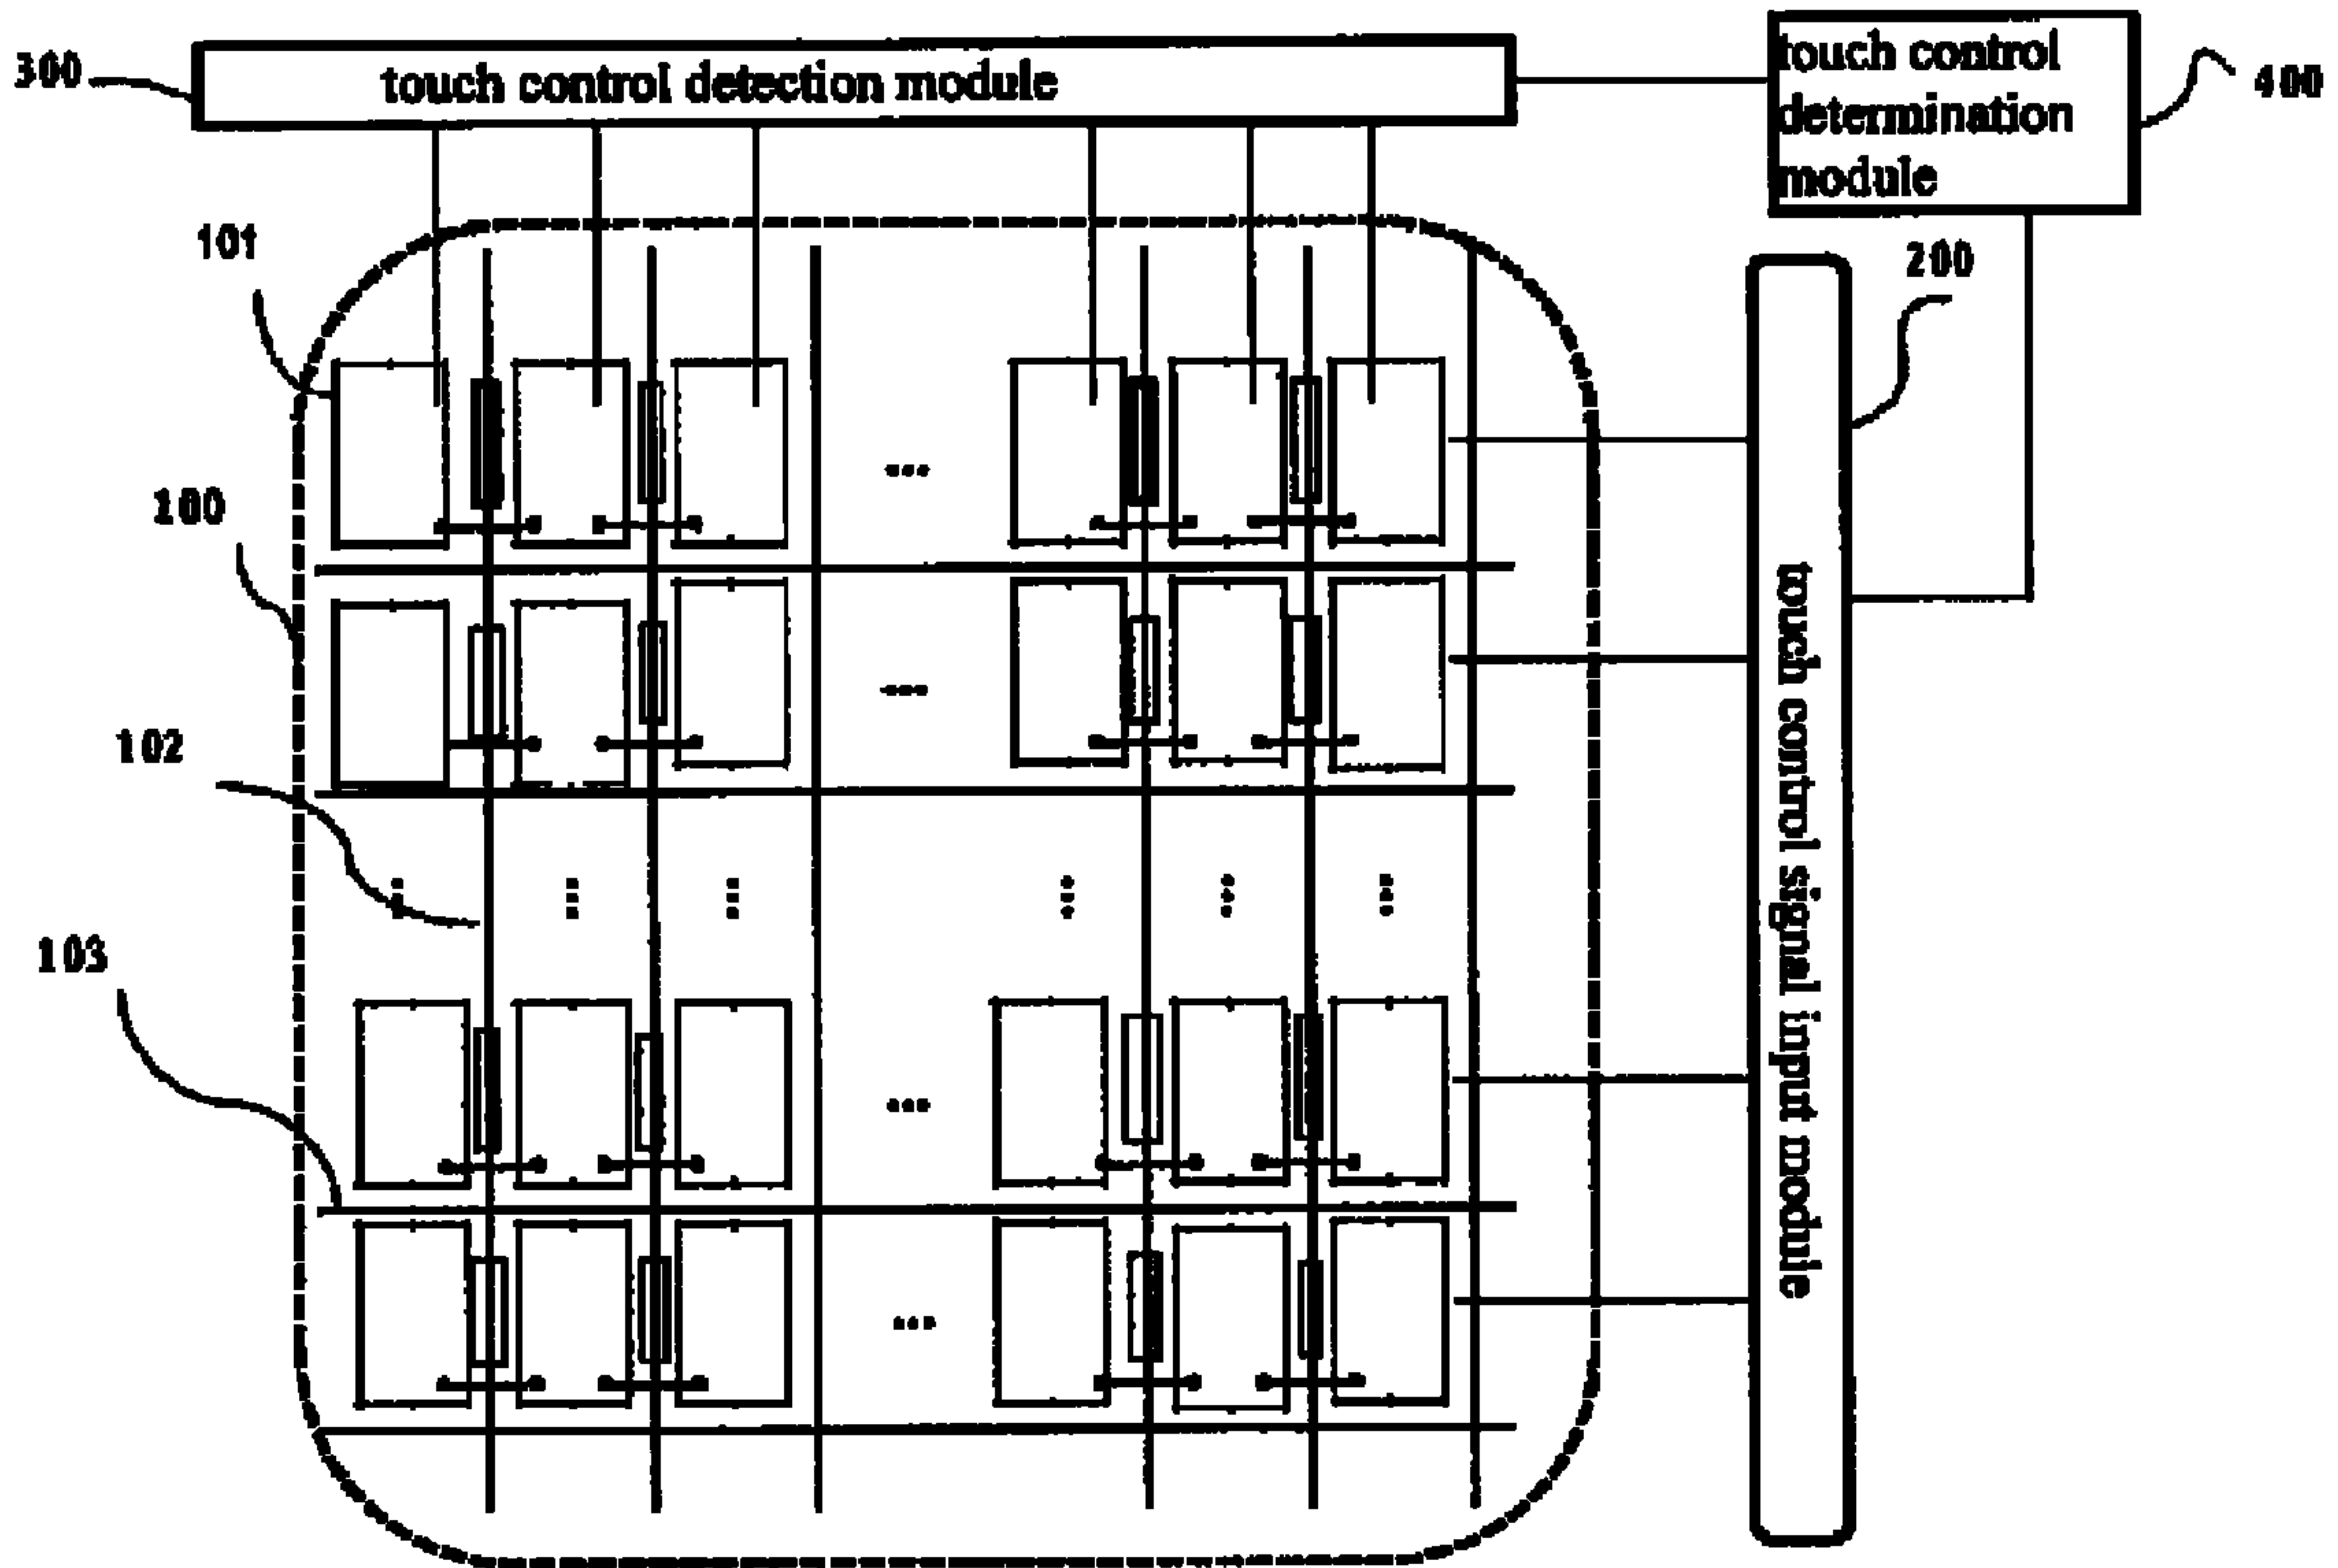 300
touch control detection module
touch control
determination
module
400
101
200
100
102
103
touch control signal input module